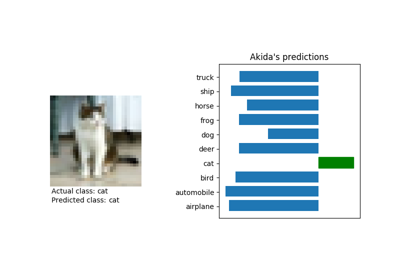 Akida's predictions
truck
ship
horse
frog
dog
deer
cat
bird
automobile
airplane
Actual class: cat
Predicted class: cat